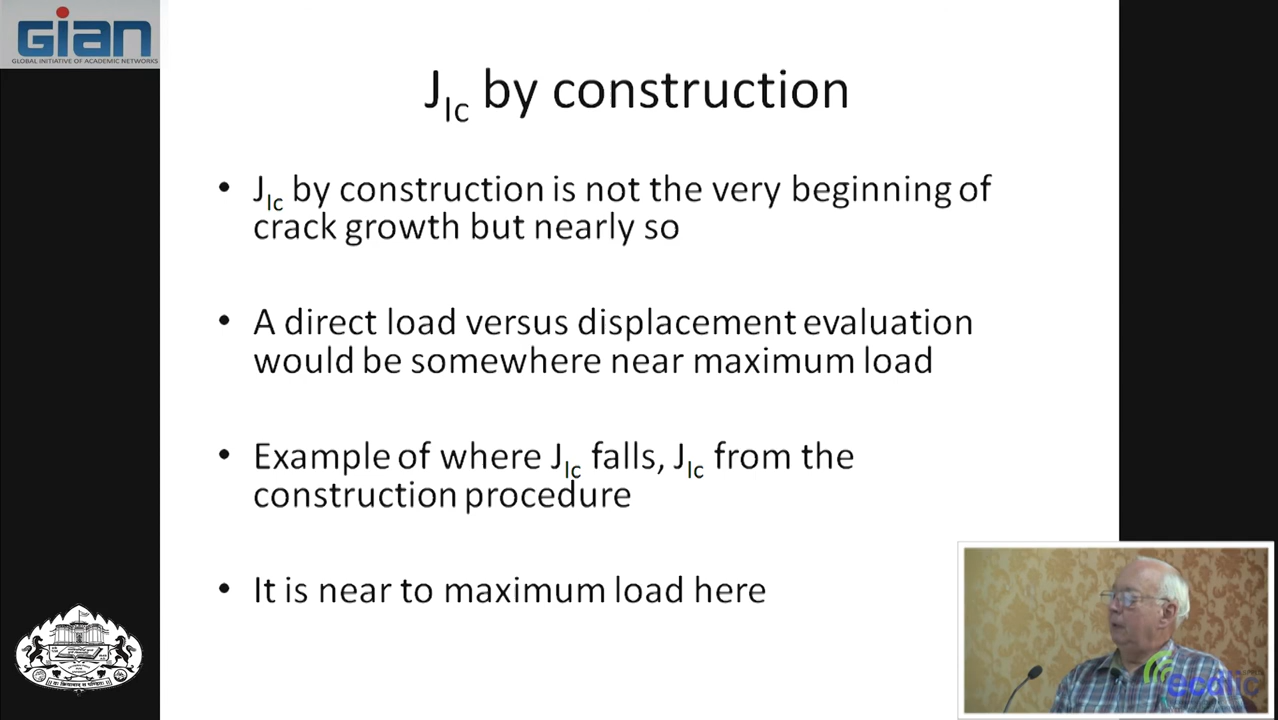 GIAN
GLOBAL INITIATIVE OF ACADEMIC NETWORKS
JIc by construction
• JIc by construction is not the very beginning of
crack growth but nearly so
• A direct load versus displacement evaluation
would be somewhere near maximum load
• Example of where JIc falls, JIc from the
construction procedure
• It is near to maximum load here